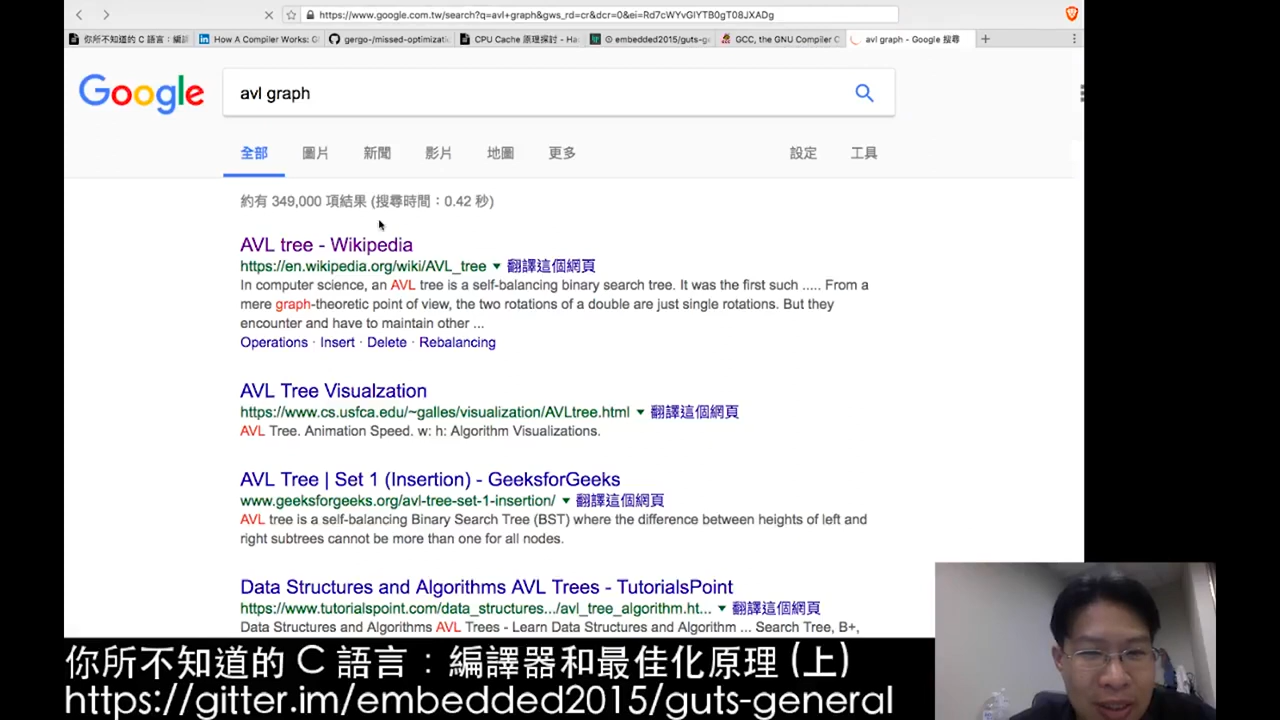 https://www.google.com.tw/search?q=avl+graph&gws_rd=cr&dcr=0&ei=Rd7cWYvGIYTB0gT08JXADg
你所不知道的 C 語言：編譯
How A Compiler Works: G
gergo-/missed-optimizati
CPU Cache 原理探討 - Ha
embedded2015/guts-ge
GCC, the GNU Compiler C
avl graph - Google 搜尋
Google
avl graph
全部 圖片 新聞 影片 地圖 更多 設定 工具
約有 349,000 項結果 (搜尋時間：0.42 秒)
AVL tree - Wikipedia
https://en.wikipedia.org/wiki/AVL_tree ▼ 翻譯這個網頁
In computer science, an AVL tree is a self-balancing binary search tree. It was the first such ..... From a
mere graph-theoretic point of view, the two rotations of a double are just single rotations. But they
encounter and have to maintain other ...
Operations · Insert · Delete · Rebalancing
AVL Tree Visualzation
https://www.cs.usfca.edu/~galles/visualization/AVLtree.html ▼ 翻譯這個網頁
AVL Tree. Animation Speed. w: h: Algorithm Visualizations.
AVL Tree | Set 1 (Insertion) - GeeksforGeeks
www.geeksforgeeks.org/avl-tree-set-1-insertion/ ▼ 翻譯這個網頁
AVL tree is a self-balancing Binary Search Tree (BST) where the difference between heights of left and
right subtrees cannot be more than one for all nodes.
Data Structures and Algorithms AVL Trees - TutorialsPoint
https://www.tutorialspoint.com/data_structures.../avl_tree_algorithm.ht... ▼ 翻譯這個網頁
Data Structures and Algorithms AVL Trees - Learn Data Structures and Algorithm ... Search Tree, B+,
你所不知道的 C 語言：編譯器和最佳化原理 (上)
https://gitter.im/embedded2015/guts-general